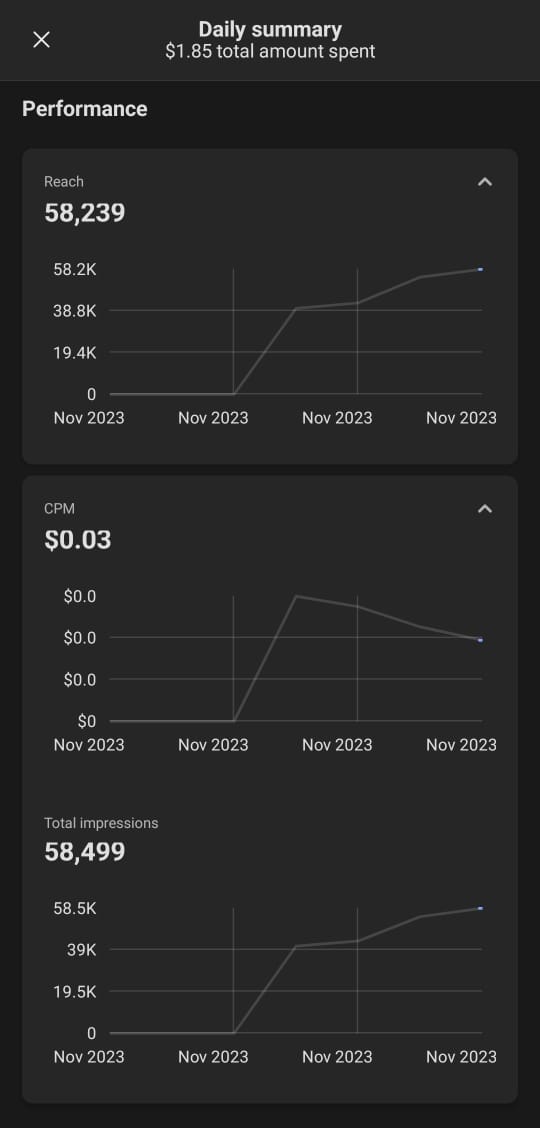 Daily summary
$1.85 total amount spent
Performance
Reach
58,239
58.2K
38.8K
19.4K
0
Nov 2023 Nov 2023 Nov 2023 Nov 2023
CPM
$0.03
$0.0
$0.0
$0.0
$0
Nov 2023 Nov 2023 Nov 2023 Nov 2023
Total impressions
58,499
58.5K
39K
19.5K
0
Nov 2023 Nov 2023 Nov 2023 Nov 2023